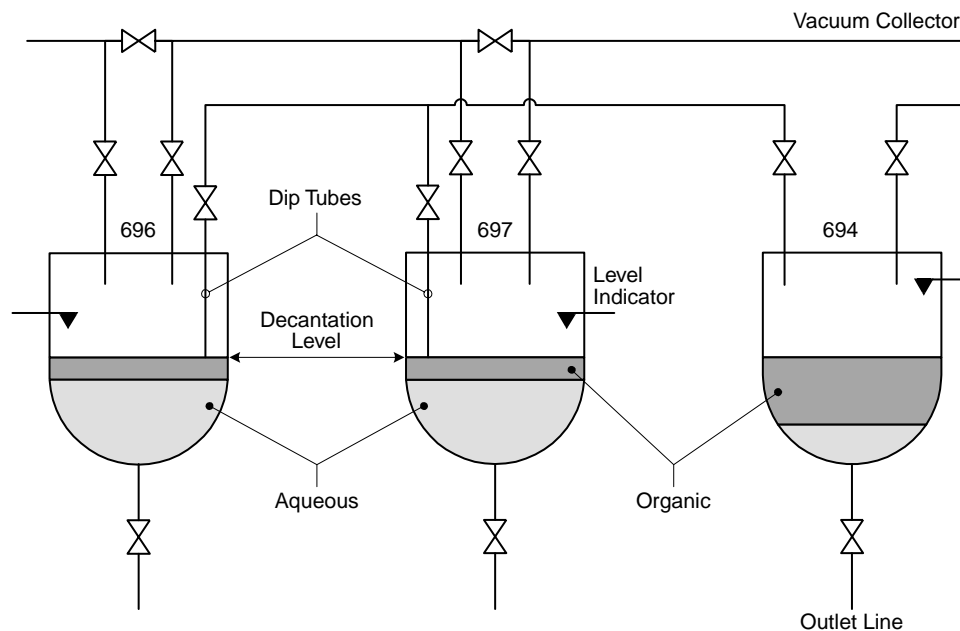 Vacuum Collector
Dip Tubes
696
697
694
Level
Indicator
Decantation
Level
Aqueous
Organic
Outlet Line